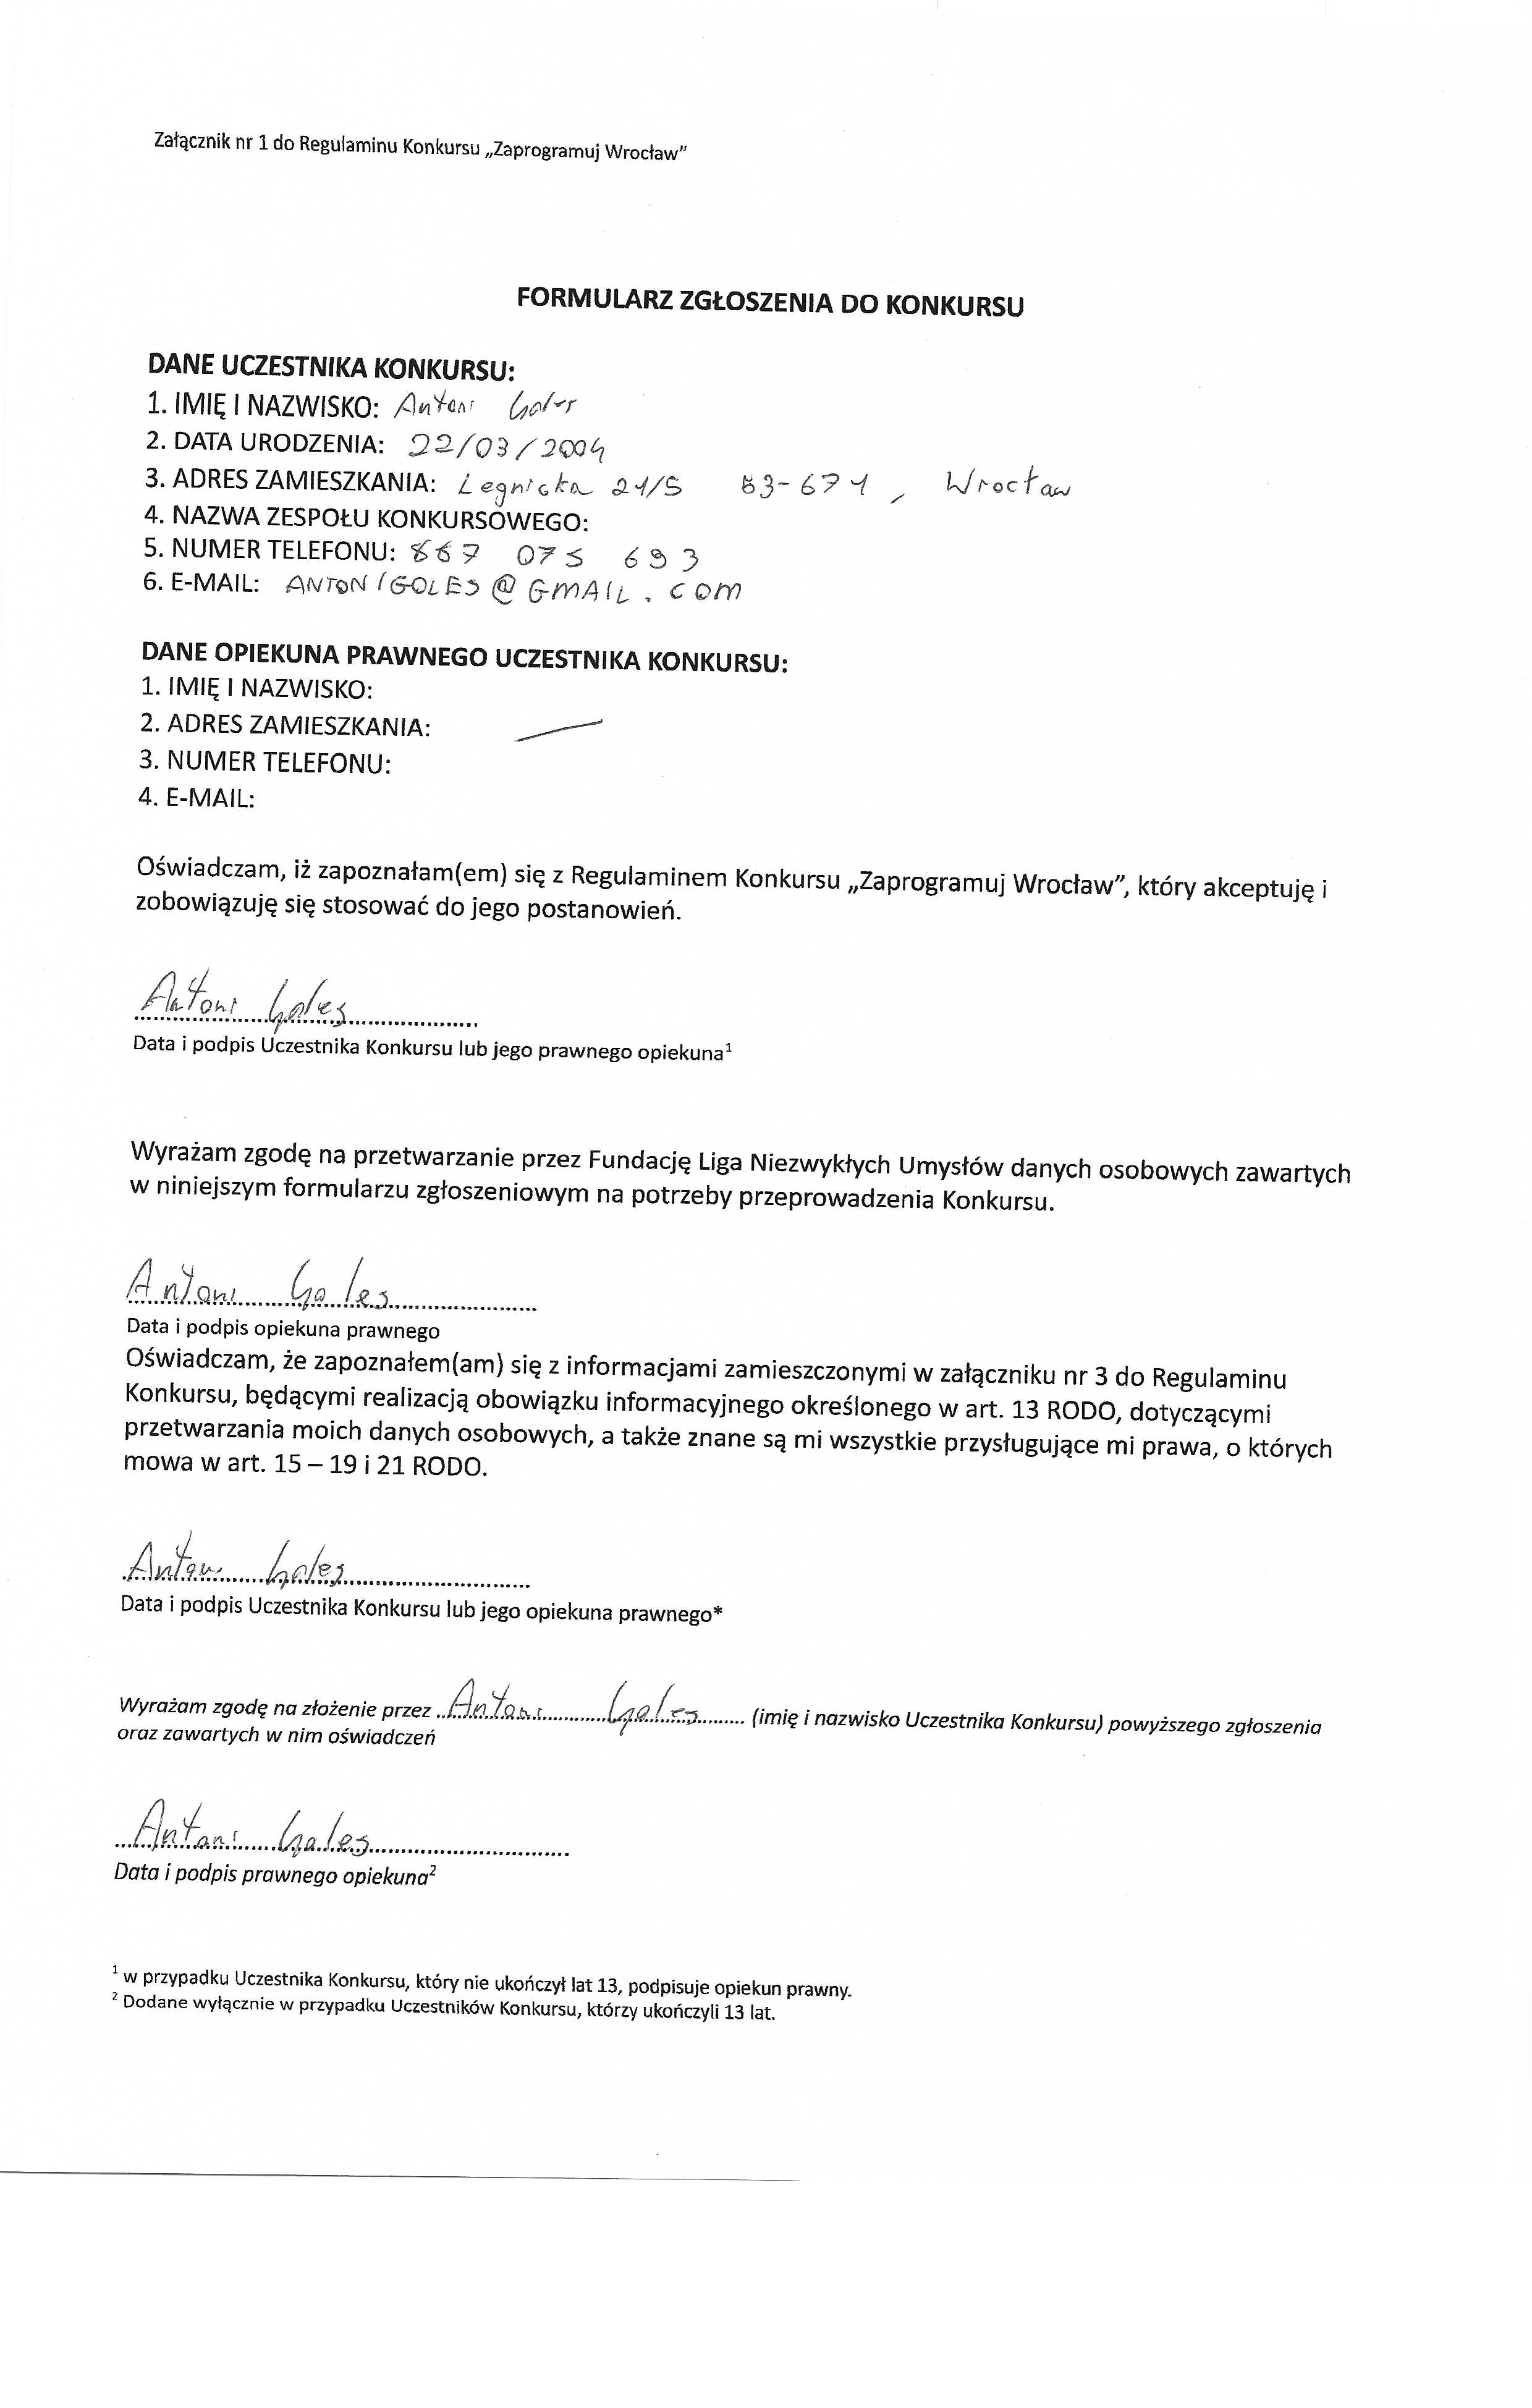 Załącznik nr 1 do Regulaminu Konkursu „Zaprogramuj Wrocław”
FORMULARZ ZGŁOSZENIA DO KONKURSU
DANE UCZESTNIKA KONKURSU:
1. IMIĘ I NAZWISKO: Antoni Goles
2. DATA URODZENIA: 22/03/2004
3. ADRES ZAMIESZKANIA: Legnicka 21/5 53-671, Wrocław
4. NAZWA ZESPOŁU KONKURSOWEGO:
5. NUMER TELEFONU: 667 075 693
6. E-MAIL: ANTONIGOLES@GMAIL.COM
DANE OPIEKUNA PRAWNEGO UCZESTNIKA KONKURSU:
1. IMIĘ I NAZWISKO:
2. ADRES ZAMIESZKANIA: —
3. NUMER TELEFONU:
4. E-MAIL:
Oświadczam, iż zapoznałam(em) się z Regulaminem Konkursu „Zaprogramuj Wrocław”, który akceptuję i
zobowiązuję się stosować do jego postanowień.
Antoni Goles
Data i podpis Uczestnika Konkursu lub jego prawnego opiekuna¹
Wyrażam zgodę na przetwarzanie przez Fundację Liga Niezwykłych Umysłów danych osobowych zawartych
w niniejszym formularzu zgłoszeniowym na potrzeby przeprowadzenia Konkursu.
Antoni Goles
Data i podpis opiekuna prawnego
Oświadczam, że zapoznałem(am) się z informacjami zamieszczonymi w załączniku nr 3 do Regulaminu
Konkursu, będącymi realizacją obowiązku informacyjnego określonego w art. 13 RODO, dotyczącymi
przetwarzania moich danych osobowych, a także znane są mi wszystkie przysługujące mi prawa, o których
mowa w art. 15 – 19 i 21 RODO.
Antoni Goles
Data i podpis Uczestnika Konkursu lub jego opiekuna prawnego*
Wyrażam zgodę na złożenie przez Antoni Goles (imię i nazwisko Uczestnika Konkursu) powyższego zgłoszenia
oraz zawartych w nim oświadczeń
Antoni Goles
Data i podpis prawnego opiekuna²
¹ w przypadku Uczestnika Konkursu, który nie ukończył lat 13, podpisuje opiekun prawny.
² Dodane wyłącznie w przypadku Uczestników Konkursu, którzy ukończyli 13 lat.